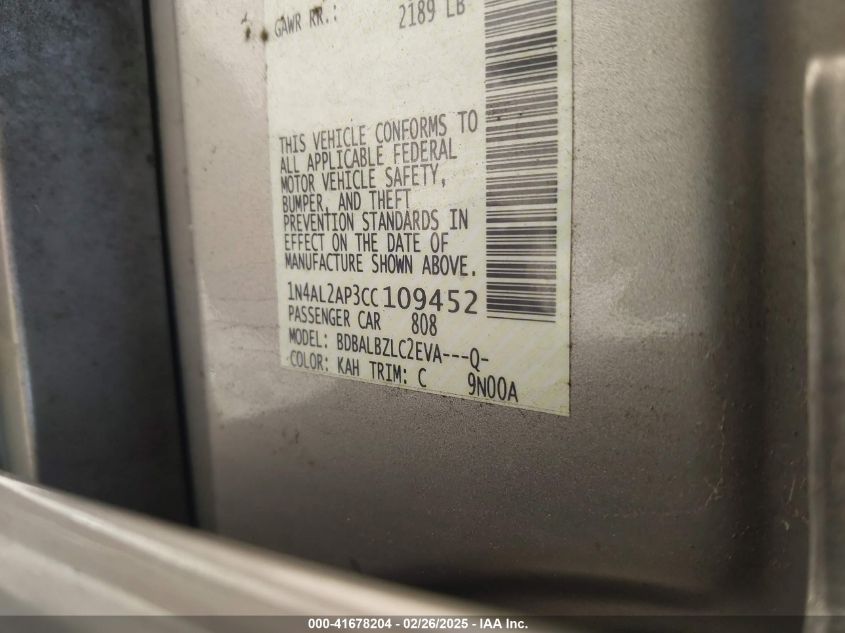 GAWR RR.: 2189 LB
THIS VEHICLE CONFORMS TO
ALL APPLICABLE FEDERAL
MOTOR VEHICLE SAFETY,
BUMPER, AND THEFT
PREVENTION STANDARDS IN
EFFECT ON THE DATE OF
MANUFACTURE SHOWN ABOVE.
1N4AL2AP3CC109452
PASSENGER CAR 808
MODEL: BDBALBZLC2EVA---Q-
COLOR: KAH TRIM: C 9N00A
000-41678204 - 02/26/2025 - IAA Inc.